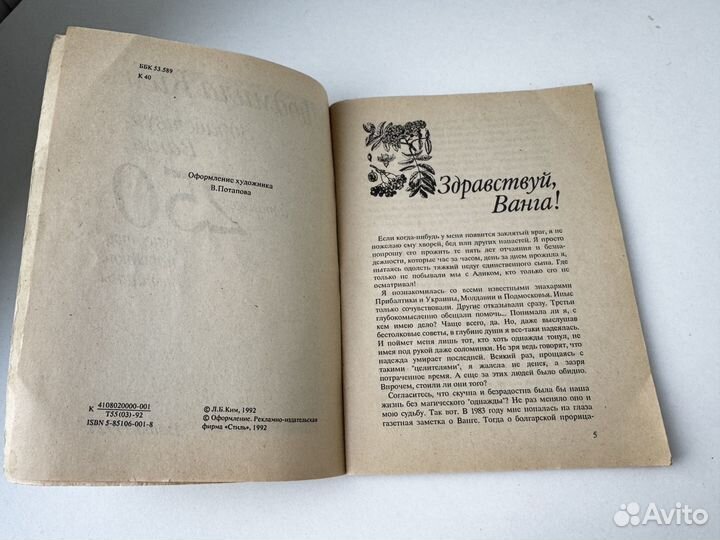 ББК 53.589
К 40
Оформление художника
В.Потапова
250
К 4108020000-001
Т55(03)-92
ISBN 5-85106-001-8
© Л.Б.Ким, 1992
© Оформление. Рекламно-издательская
фирма «Стиль», 1992
Здравствуй,
Ванга!
Если когда-нибудь у меня появится заклятый враг, я не
пожелаю ему хворей, бед или других напастей. Я просто
попрошу его прожить те пять лет отчаяния и безна-
дежности, которые час за часом, день за днем прожила я,
пытаясь одолеть тяжкий недуг единственного сына. Где
только не побывали мы с Адиком, кто только его не
осматривал!
Я познакомилась со всеми известными знахарями
Прибалтики и Украины, Молдавии и Подмосковья. Иные
только сочувствовали. Другие отказывали сразу. Третьи
глубокомысленно обещали помочь... Понимала ли я, с
кем имею дело? Чаще всего, да. Но, даже выслушав
бестолковые советы, в глубине души я все-таки надеялась.
И поймет меня лишь тот, кто хоть однажды тонул, не
имея под рукой даже соломинки. Не зря ведь говорят, что
надежда умирает последней. Всякий раз, прощаясь с
такими "целителями", я жалела не денег, а зазря
потраченное время. А еще за этих людей было обидно.
Впрочем, стоили ли они того?
Согласитесь, что скучна и безрадостна была бы наша
жизнь без магического "однажды"! Не раз меняло оно и
мою судьбу. Так вот. В 1983 году мне попалась на глаза
газетная заметка о Ванге. Тогда о болгарской прорица-
5
Avito